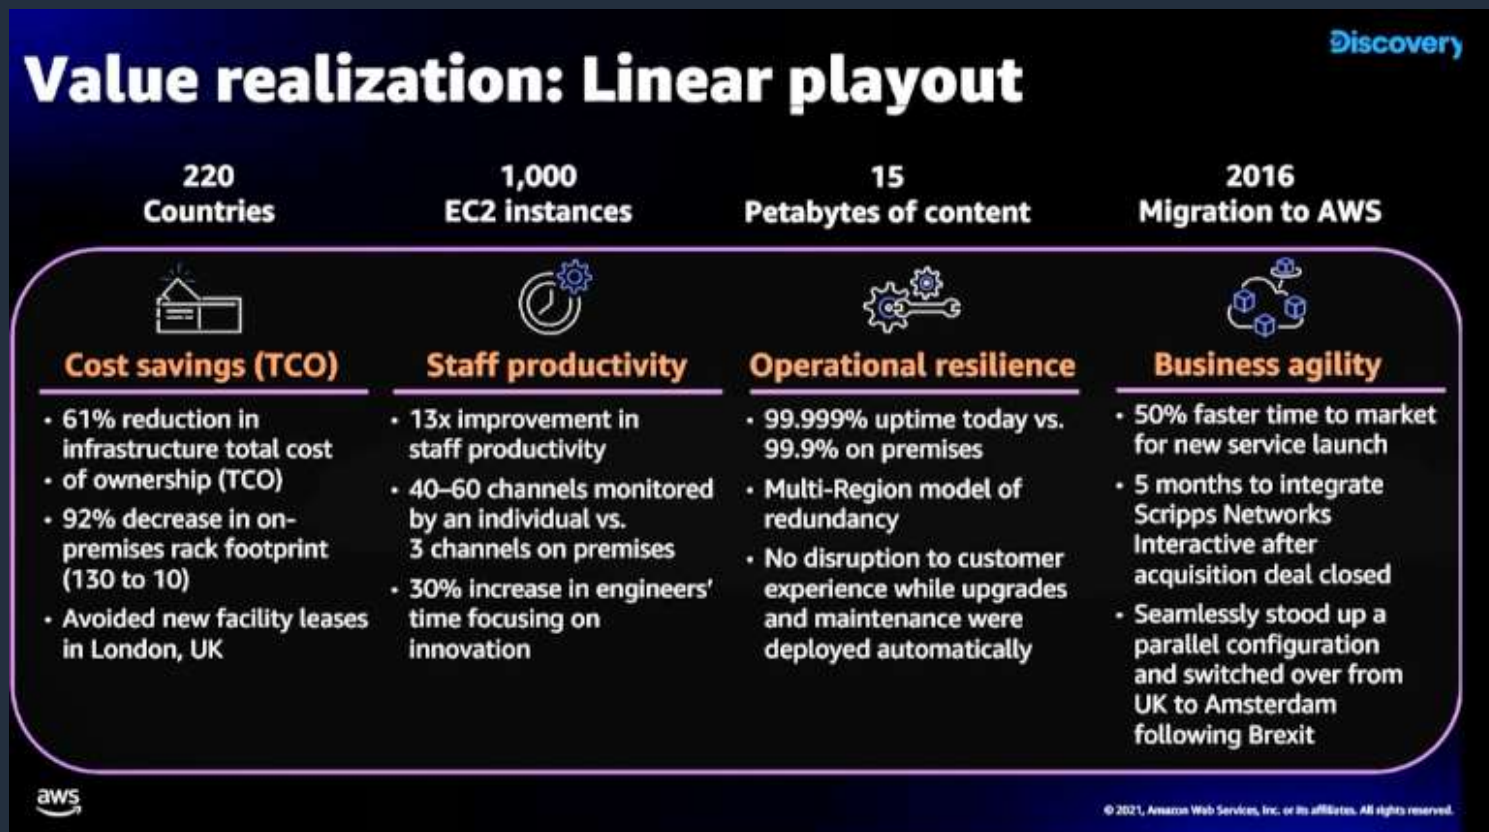 Discovery
Value realization: Linear playout
220
Countries
1,000
EC2 instances
15
Petabytes of content
2016
Migration to AWS
Cost savings (TCO)
• 61% reduction in
infrastructure total cost
• of ownership (TCO)
• 92% decrease in on-
premises rack footprint
(130 to 10)
• Avoided new facility leases
in London, UK
Staff productivity
• 13x improvement in
staff productivity
• 40–60 channels monitored
by an individual vs.
3 channels on premises
• 30% increase in engineers’
time focusing on
innovation
Operational resilience
• 99.999% uptime today vs.
99.9% on premises
• Multi-Region model of
redundancy
• No disruption to customer
experience while upgrades
and maintenance were
deployed automatically
Business agility
• 50% faster time to market
for new service launch
• 5 months to integrate
Scripps Networks
Interactive after
acquisition deal closed
• Seamlessly stood up a
parallel configuration
and switched over from
UK to Amsterdam
following Brexit
aws
© 2021, Amazon Web Services, Inc. or its affiliates. All rights reserved.